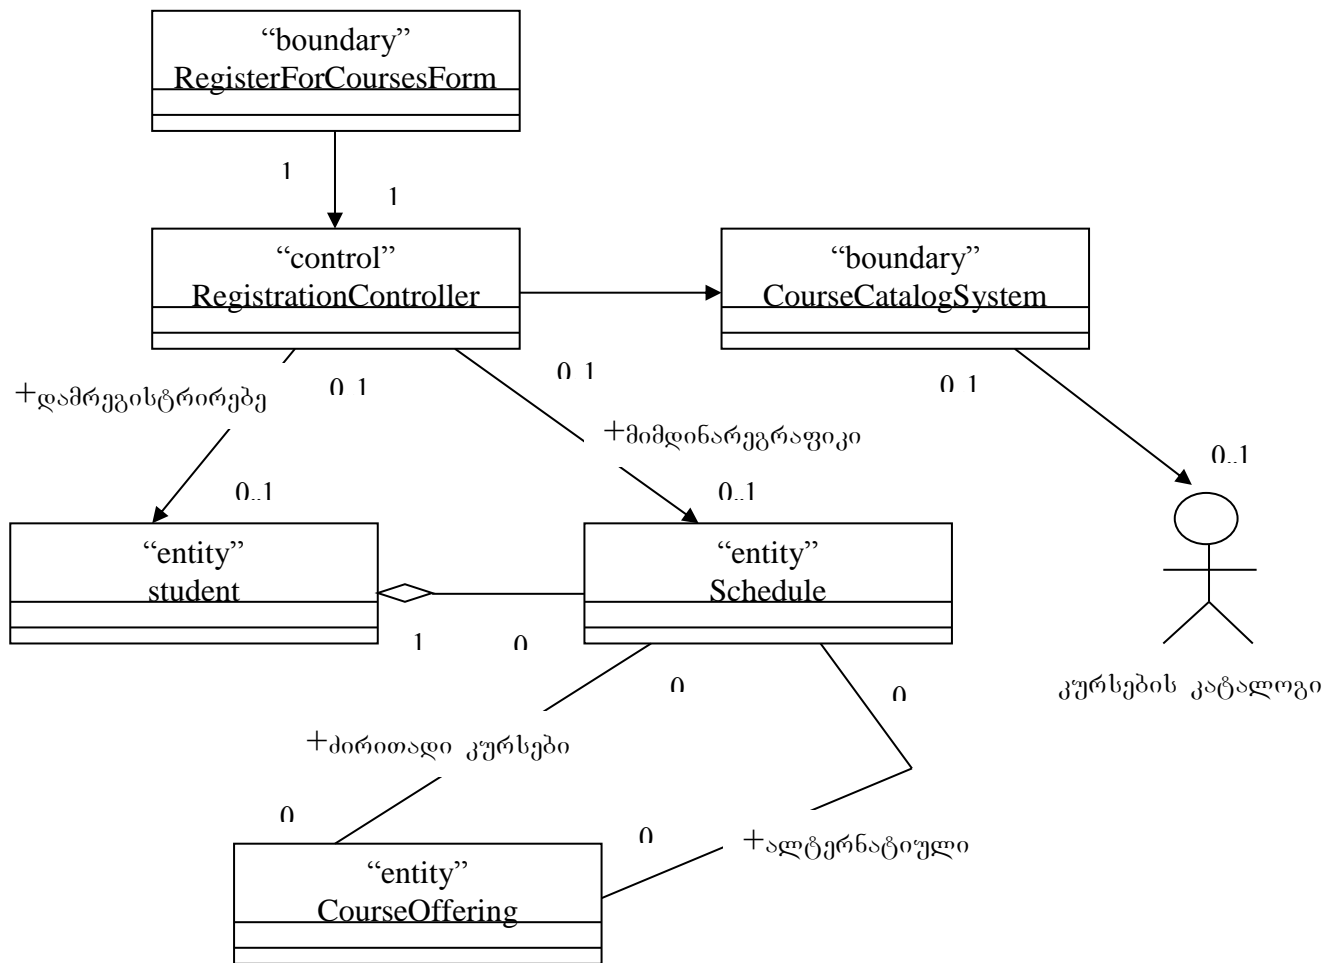 “boundary”
RegisterForCoursesForm
1
1
“control”
RegistrationController
“boundary”
CourseCatalogSystem
+დამრეგისტრირებე
0 1
0 1
0 1
+მიმდინარეგრაფიკი
0..1
0..1
0..1
“entity”
student
“entity”
Schedule
1
0
0
0
კურსების კატალოგი
+ძირითადი კურსები
0
0
+ალტერნატიული
“entity”
CourseOffering